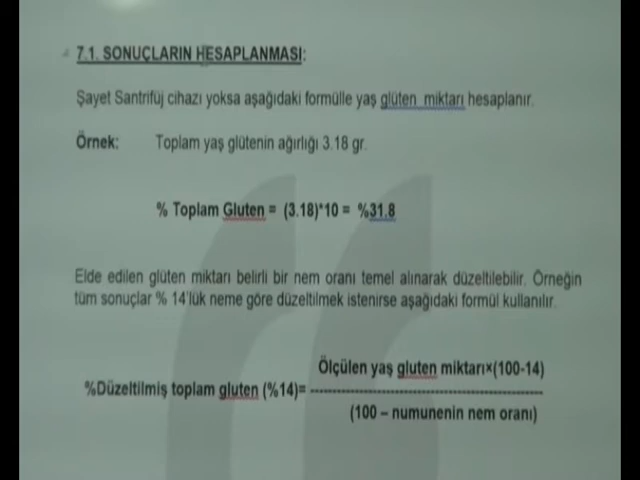 7.1. SONUÇLARIN HESAPLANMASI:
Şayet Santrifüj cihazı yoksa aşağıdaki formülle yaş glüten miktarı hesaplanır.
Örnek: Toplam yaş glütenin ağırlığı 3.18 gr.
% Toplam Gluten = (3.18)*10 = %31.8
Elde edilen glüten miktarı belirli bir nem oranı temel alınarak düzeltilebilir. Örneğin
tüm sonuçlar % 14'lük neme göre düzeltilmek istenirse aşağıdaki formül kullanılır.
Ölçülen yaş gluten miktarı×(100-14)
%Düzeltilmiş toplam gluten (%14)= ----------------------------------------
(100 – numunenin nem oranı)